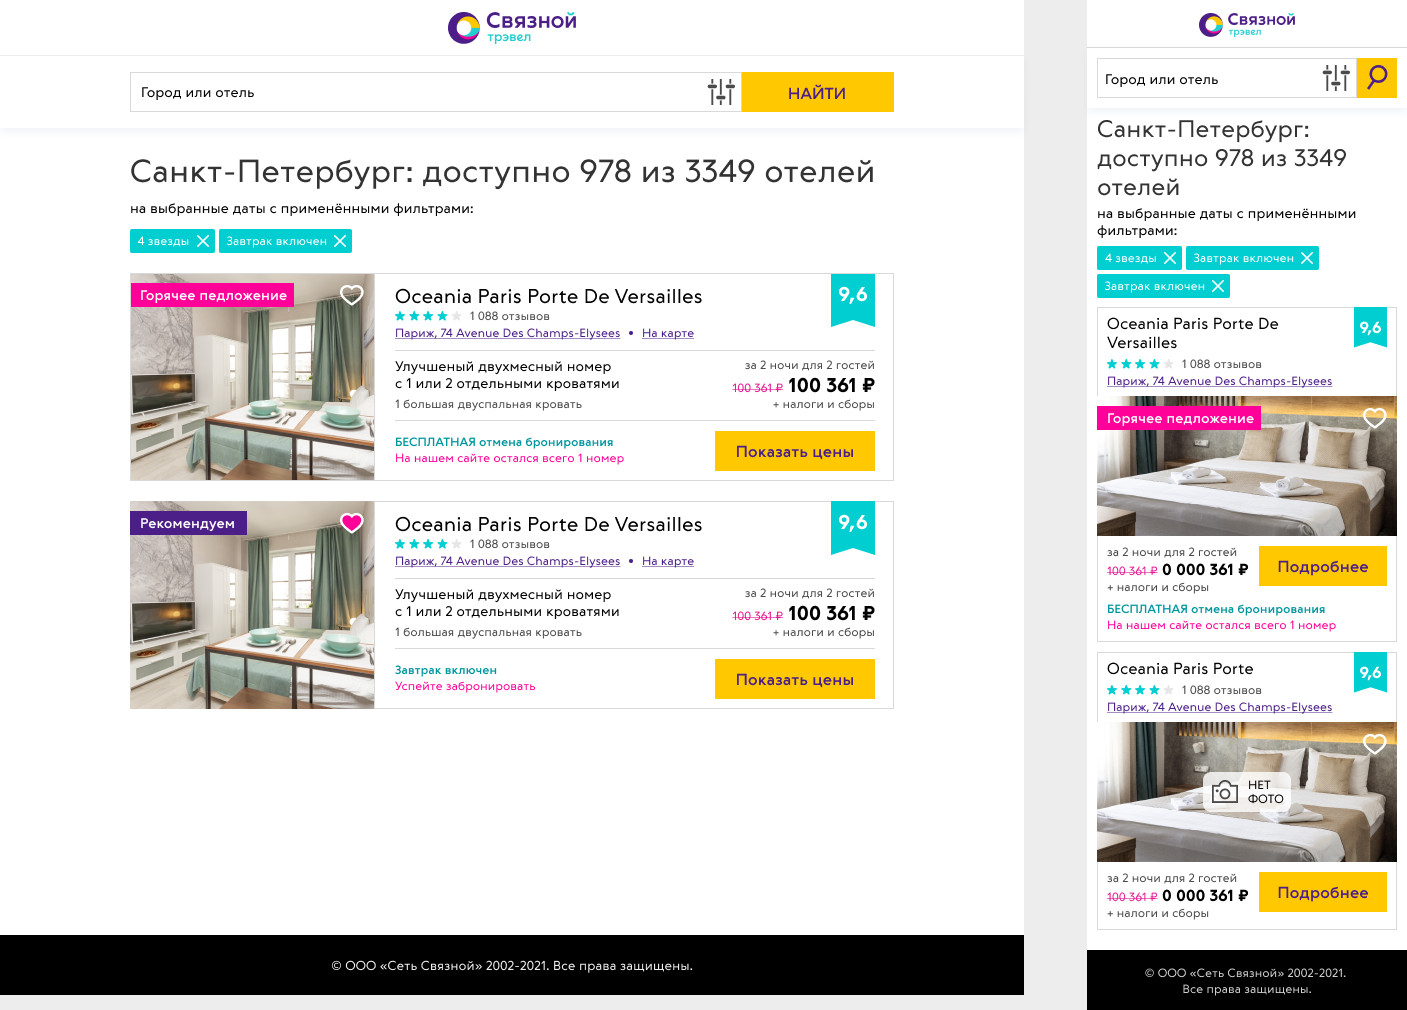 Связной
трэвел
Город или отель
НАЙТИ
Санкт-Петербург: доступно 978 из 3349 отелей
на выбранные даты с применёнными фильтрами:
4 звезды
Завтрак включен
Горячее педложение
Oceania Paris Porte De Versailles
9,6
1 088 отзывов
Париж, 74 Avenue Des Champs-Elysees • На карте
Улучшеный двухмесный номер
с 1 или 2 отдельными кроватями
1 большая двуспальная кровать
за 2 ночи для 2 гостей
100 361 ₽ 100 361 ₽
+ налоги и сборы
БЕСПЛАТНАЯ отмена бронирования
На нашем сайте остался всего 1 номер
Показать цены
Рекомендуем
Oceania Paris Porte De Versailles
9,6
1 088 отзывов
Париж, 74 Avenue Des Champs-Elysees • На карте
Улучшеный двухмесный номер
с 1 или 2 отдельными кроватями
1 большая двуспальная кровать
за 2 ночи для 2 гостей
100 361 ₽ 100 361 ₽
+ налоги и сборы
Завтрак включен
Успейте забронировать
Показать цены
© ООО «Сеть Связной» 2002-2021. Все права защищены.
Связной
трэвел
Город или отель
Санкт-Петербург:
доступно 978 из 3349
отелей
на выбранные даты с применёнными
фильтрами:
4 звезды
Завтрак включен
Завтрак включен
Oceania Paris Porte De
Versailles
9,6
1 088 отзывов
Париж, 74 Avenue Des Champs-Elysees
Горячее педложение
за 2 ночи для 2 гостей
100 361 ₽ 0 000 361 ₽
+ налоги и сборы
Подробнее
БЕСПЛАТНАЯ отмена бронирования
На нашем сайте остался всего 1 номер
Oceania Paris Porte
9,6
1 088 отзывов
Париж, 74 Avenue Des Champs-Elysees
НЕТ
ФОТО
за 2 ночи для 2 гостей
100 361 ₽ 0 000 361 ₽
+ налоги и сборы
Подробнее
© ООО «Сеть Связной» 2002-2021.
Все права защищены.